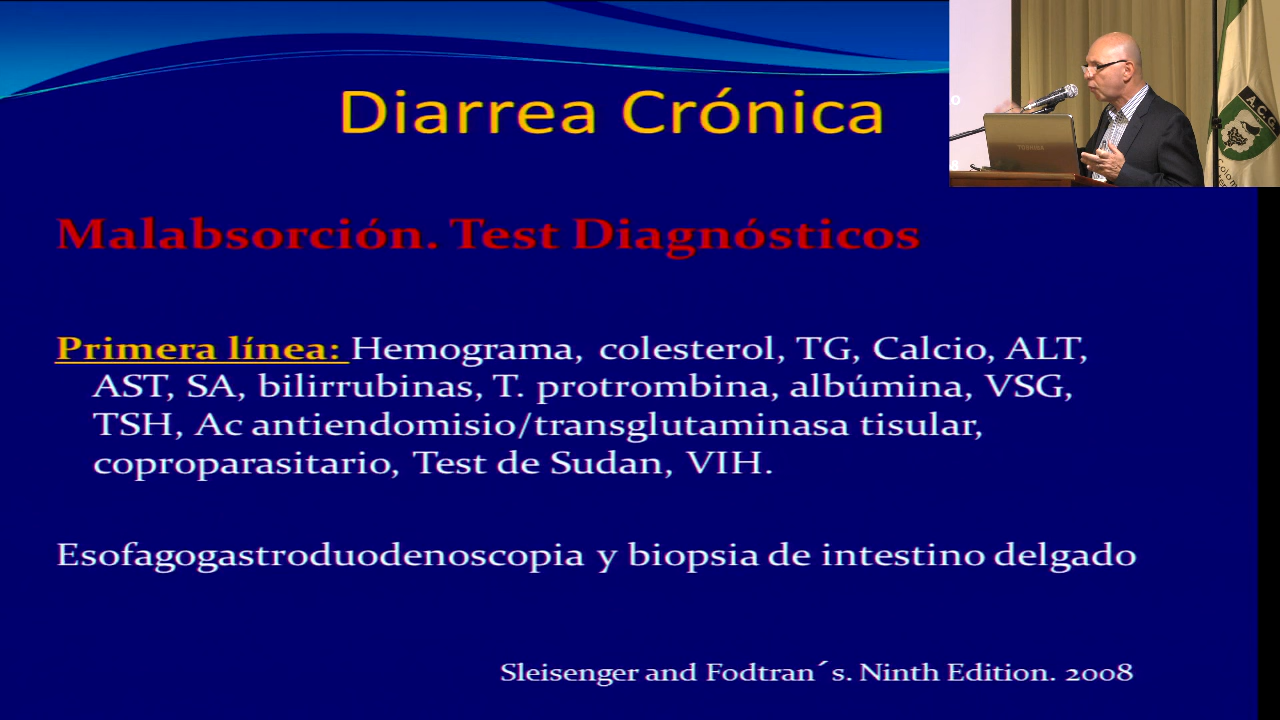 Diarrea Crónica
Malabsorción. Test Diagnósticos
Primera línea: Hemograma, colesterol, TG, Calcio, ALT,
AST, SA, bilirrubinas, T. protrombina, albúmina, VSG,
TSH, Ac antiendomisio/transglutaminasa tisular,
coproparasitario, Test de Sudan, VIH.
Esofagogastroduodenoscopia y biopsia de intestino delgado
Sleisenger and Fodtran´s. Ninth Edition. 2008
TOSHIBA
A.C.G